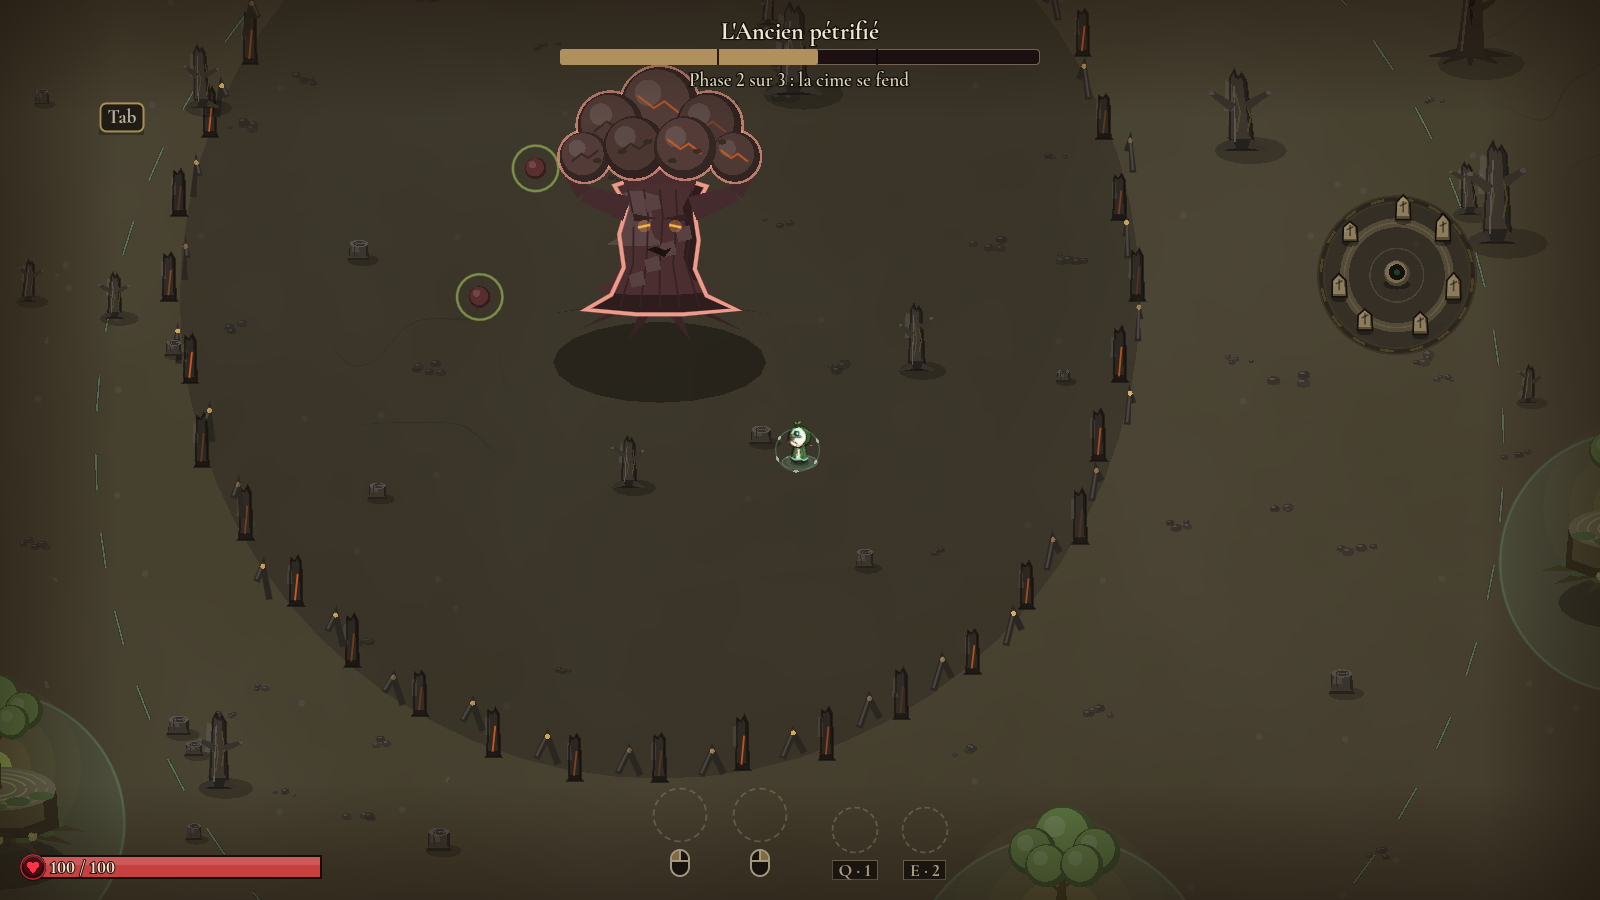 L'Ancien pétrifié
Phase 2 sur 3 : la cime se fend
Tab
100 / 100
Q · 1
E · 2